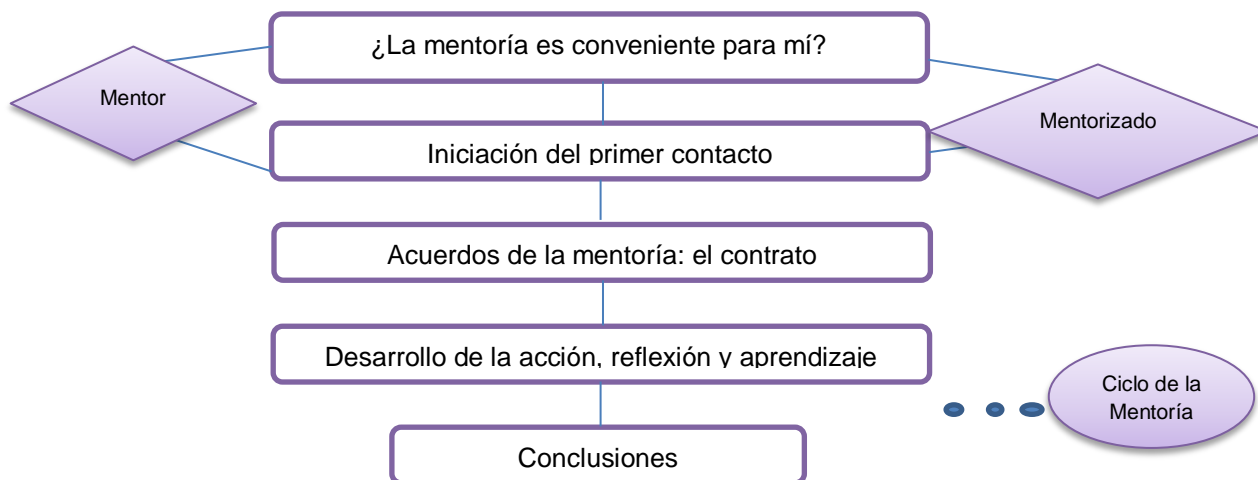 ¿La mentoría es conveniente para mí?
Mentor
Mentorizado
Iniciación del primer contacto
Acuerdos de la mentoría: el contrato
Desarrollo de la acción, reflexión y aprendizaje
Ciclo de la
Mentoría
Conclusiones